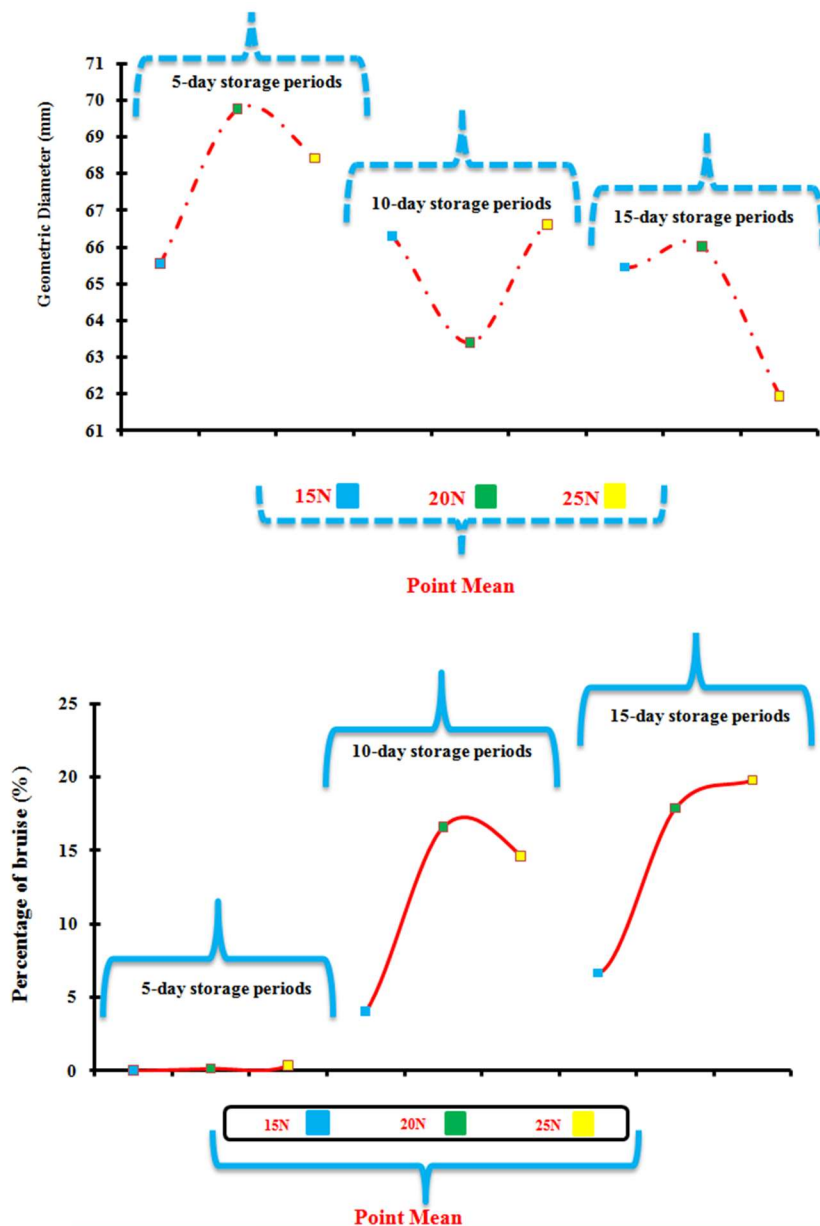 Geometric Diameter (mm)
71
70
69
68
67
66
65
64
63
62
61
5-day storage periods
10-day storage periods
15-day storage periods
15N 20N 25N
Point Mean
Percentage of bruise (%)
25
20
15
10
5
0
5-day storage periods
10-day storage periods
15-day storage periods
15N 20N 25N
Point Mean